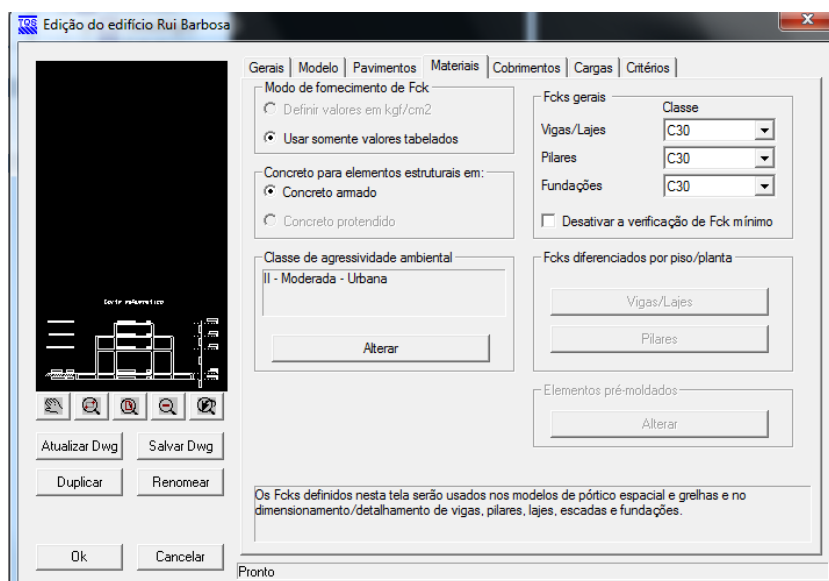 TQS
Edição do edifício Rui Barbosa
Gerais
Modelo
Pavimentos
Materiais
Cobrimentos
Cargas
Critérios
Modo de fornecimento de Fck
Definir valores em kgf/cm2
Usar somente valores tabelados
Concreto para elementos estruturais em:
Concreto armado
Concreto protendido
Classe de agressividade ambiental
II - Moderada - Urbana
Alterar
Fcks gerais
Classe
Vigas/Lajes
C30
Pilares
C30
Fundações
C30
Desativar a verificação de Fck mínimo
Fcks diferenciados por piso/planta
Vigas/Lajes
Pilares
Elementos pré-moldados
Alterar
Corte esquemático
Atualizar Dwg
Salvar Dwg
Duplicar
Renomear
Ok
Cancelar
Os Fcks definidos nesta tela serão usados nos modelos de pórtico espacial e grelhas e no
dimensionamento/detalhamento de vigas, pilares, lajes, escadas e fundações.
Pronto